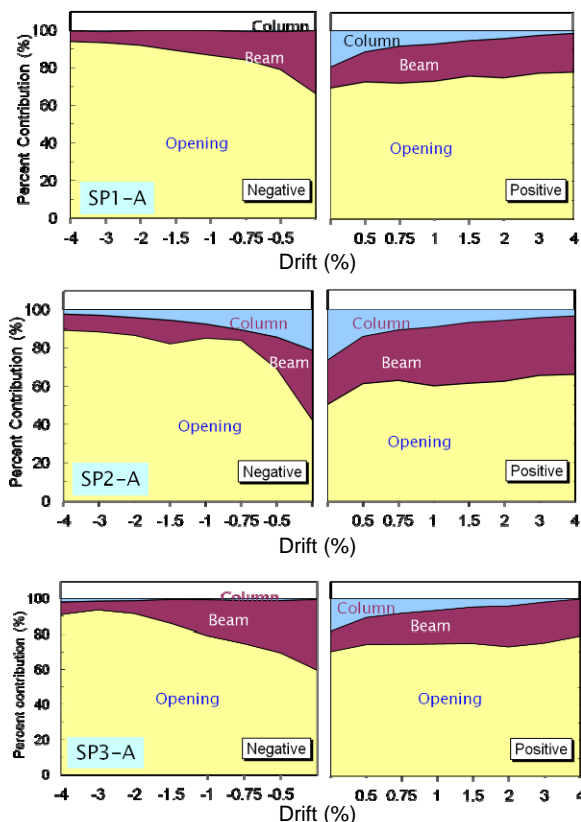 Percent Contribution (%)
100
80
60
40
20
0
Column
Beam
Opening
SP1-A
Negative
-4 -3 -2 -1.5 -1 -0.75 -0.5
Column
Beam
Positive
0.5 0.75 1 1.5 2 3 4
Drift (%)
Percent Contribution (%)
100
80
60
40
20
0
Column
Beam
Opening
SP2-A
Negative
-4 -3 -2 -1.5 -1 -0.75 -0.5
Column
Beam
Opening
Positive
0.5 0.75 1 1.5 2 3 4
Drift (%)
Percent contribution (%)
100
80
60
40
20
0
Column
Beam
Opening
SP3-A
Negative
-4 -3 -2 -1.5 -1 -0.75 -0.5
Column
Beam
Opening
Positive
0.5 0.75 1 1.5 2 3 4
Drift (%)